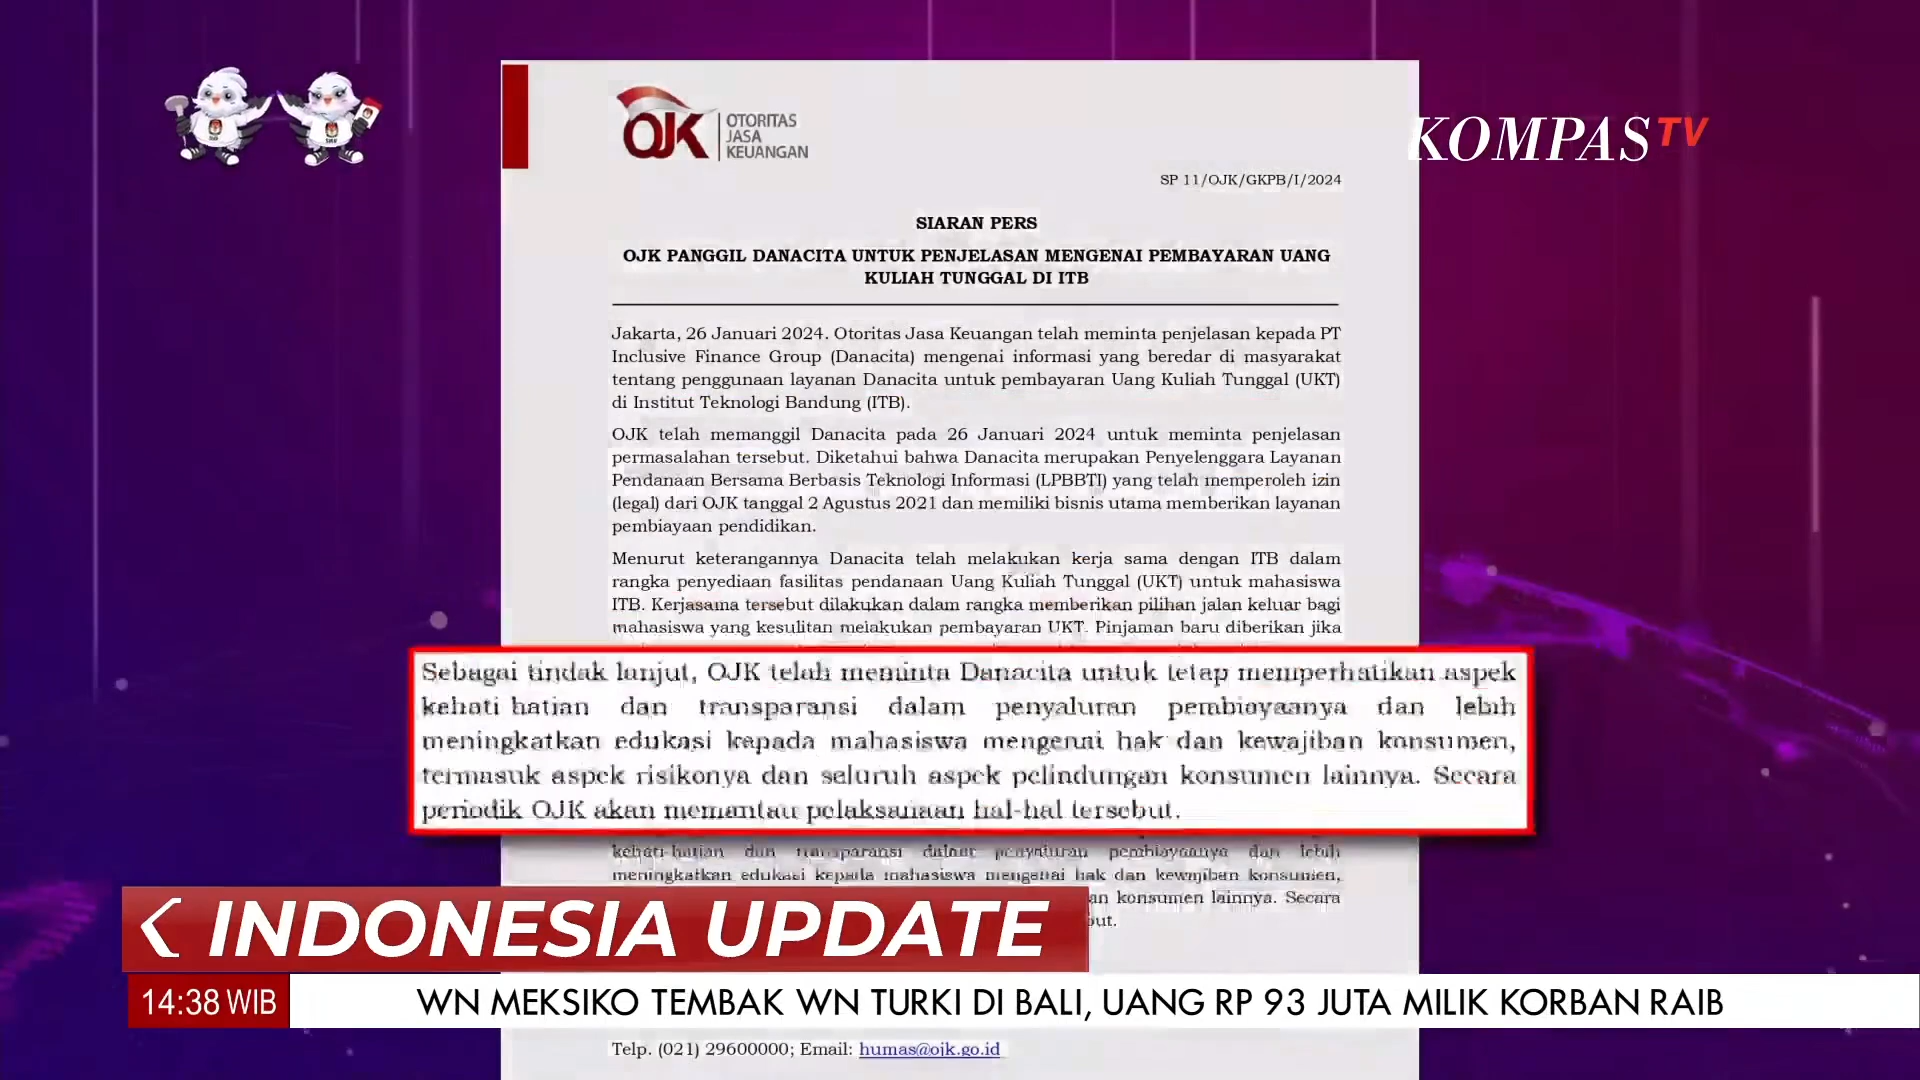 OJK
OTORITAS
JASA
KEUANGAN
KOMPAS TV
SP 11/OJK/GKPB/I/2024
SIARAN PERS
OJK PANGGIL DANACITA UNTUK PENJELASAN MENGENAI PEMBAYARAN UANG
KULIAH TUNGGAL DI ITB
Jakarta, 26 Januari 2024. Otoritas Jasa Keuangan telah meminta penjelasan kepada PT
Inclusive Finance Group (Danacita) mengenai informasi yang beredar di masyarakat
tentang penggunaan layanan Danacita untuk pembayaran Uang Kuliah Tunggal (UKT)
di Institut Teknologi Bandung (ITB).
OJK telah memanggil Danacita pada 26 Januari 2024 untuk meminta penjelasan
permasalahan tersebut. Diketahui bahwa Danacita merupakan Penyelenggara Layanan
Pendanaan Bersama Berbasis Teknologi Informasi (LPBBTI) yang telah memperoleh izin
(legal) dari OJK tanggal 2 Agustus 2021 dan memiliki bisnis utama memberikan layanan
pembiayaan pendidikan.
Menurut keterangannya Danacita telah melakukan kerja sama dengan ITB dalam
rangka penyediaan fasilitas pendanaan Uang Kuliah Tunggal (UKT) untuk mahasiswa
ITB. Kerjasama tersebut dilakukan dalam rangka memberikan pilihan jalan keluar bagi
mahasiswa yang kesulitan melakukan pembayaran UKT. Pinjaman baru diberikan jika
Sebagai tindak lanjut, OJK telah meminta Danacita untuk tetap memperhatikan aspek
kehati hatian dan transparansi dalam penyaluran pembiayaanya dan lebih
meningkatkan edukasi kepada mahasiswa mengenai hak dan kewajiban konsumen,
termasuk aspek risikonya dan seluruh aspek pelindungan konsumen lainnya. Secara
periodik OJK akan memantau pelaksanaan hal-hal tersebut.
kehati-hatian dan transparansi dalam penyaluran pembiayaanya dan lebih
meningkatkan edukasi kepada mahasiswa mengenai hak dan kewajiban konsumen,
konsumen lainnya. Secara
INDONESIA UPDATE
14:38 WIB
WN MEKSIKO TEMBAK WN TURKI DI BALI, UANG RP 93 JUTA MILIK KORBAN RAIB
Telp. (021) 29600000; Email: humas@ojk.go.id